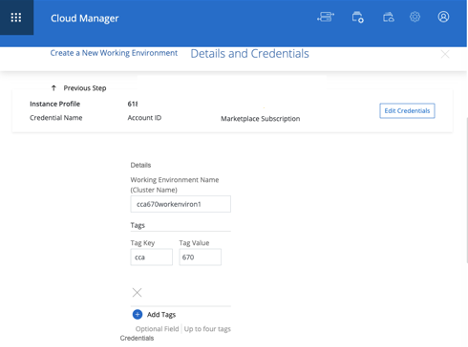 Cloud Manager
Create a New Working Environment Details and Credentials
Previous Step
Instance Profile
Credential Name
Account ID
Marketplace Subscription
Edit Credentials
Details
Working Environment Name
(Cluster Name)
cca670workenviron1
Tags
Tag Key Tag Value
cca 670
Add Tags
Optional Field Up to four tags
Credentials